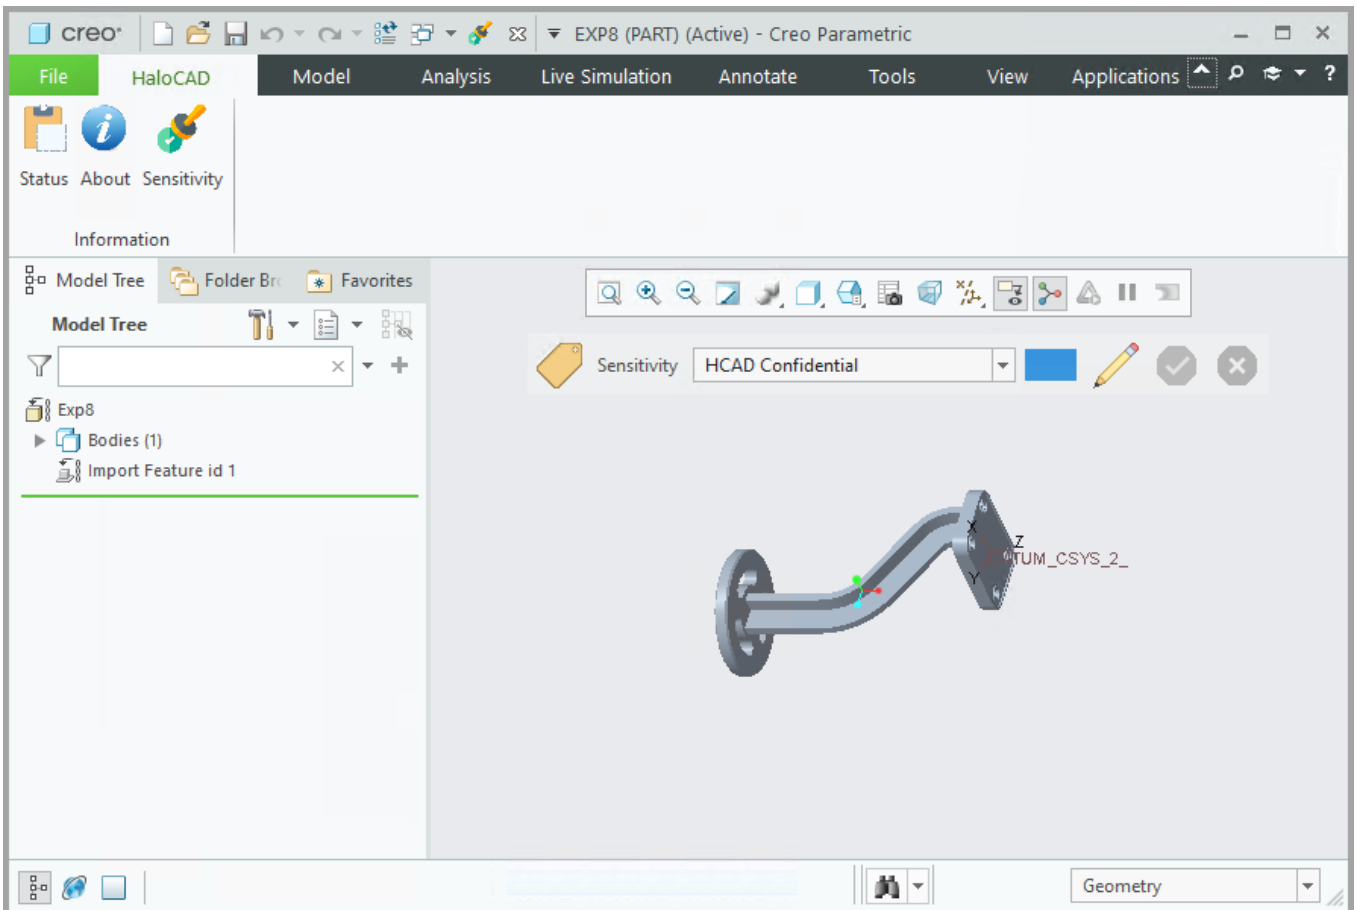 creo
EXP8 (PART) (Active) - Creo Parametric
File HaloCAD Model Analysis Live Simulation Annotate Tools View Applications ?
Status About Sensitivity
Information
Model Tree Folder Bro Favorites
Model Tree
Sensitivity HCAD Confidential
Exp8
Bodies (1)
Import Feature id 1
X
Z
TUM_CSYS_2_
Y
Geometry